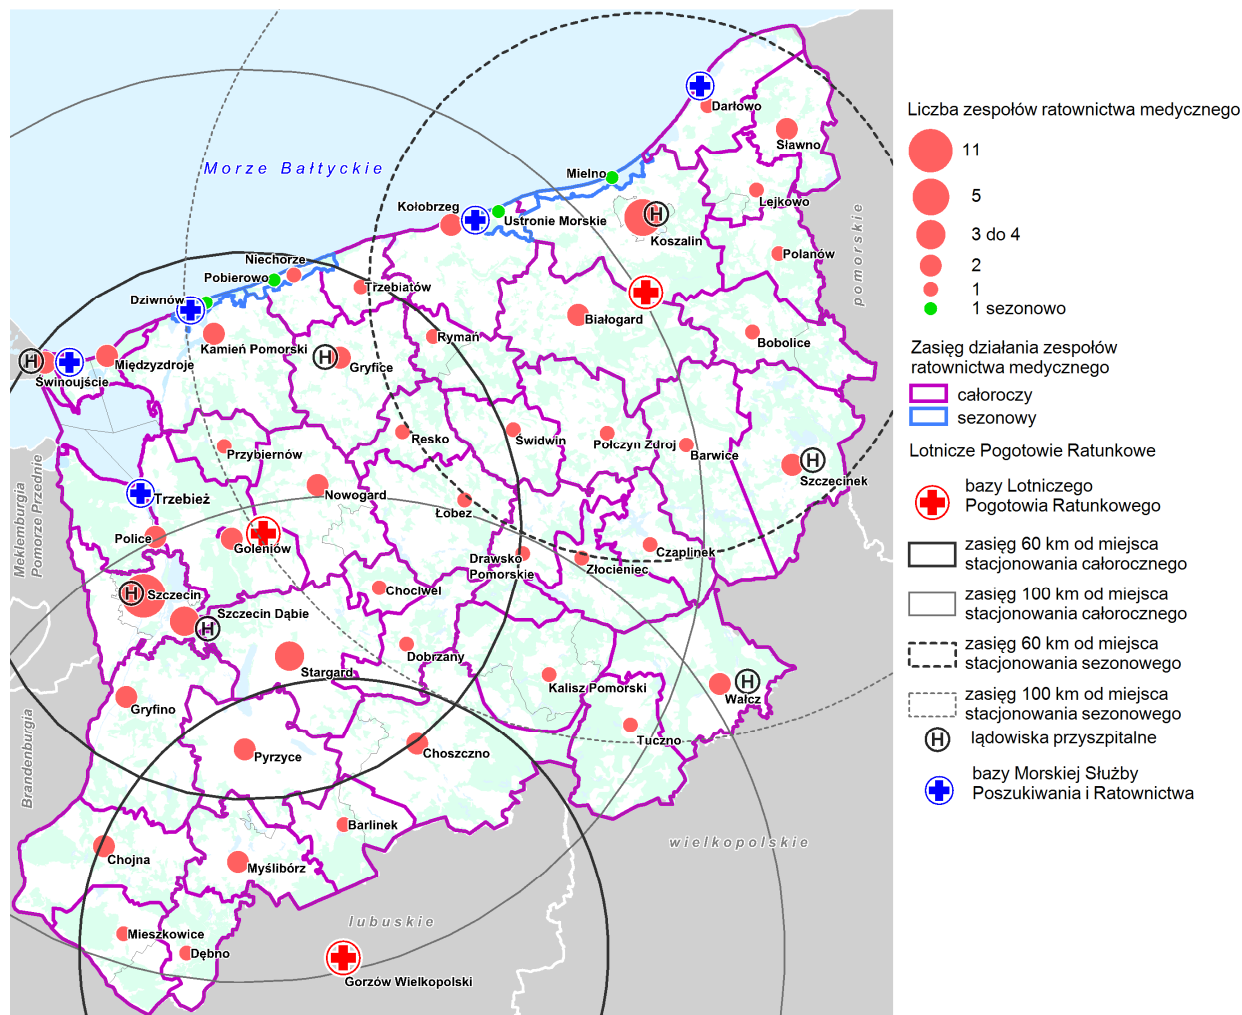 Morze Bałtyckie
Darłowo
Sławno
Mielno
Lejkowo
Kołobrzeg
Ustronie Morskie
Koszalin
Polanów
Niechorze
Pobierowo
Trzebiatów
Dziwnów
Białogard
Bobolice
Rymań
Kamień Pomorski
Gryfice
Międzyzdroje
Świnoujście
Resko
Świdwin
Połczyn Zdrój
Barwice
Szczecinek
Przybiernów
Trzebież
Nowogard
Łobez
Police
Goleniów
Drawsko
Pomorskie
Złocieniec
Czaplinek
Szczecin
Szczecin Dąbie
Chociwel
Dobrzany
Stargard
Kalisz Pomorski
Wałcz
Gryfino
Tuczno
Pyrzyce
Choszczno
Barlinek
Chojna
Myślibórz
Mieszkowice
Dębno
Gorzów Wielkopolski
pomorskie
wielkopolskie
lubuskie
Meklemburgia
Pomorze Przednie
Brandenburgia
H
H
H
H
H
H
H
Liczba zespołów ratownictwa medycznego
11
5
3 do 4
2
1
1 sezonowo
Zasięg działania zespołów
ratownictwa medycznego
całoroczy
sezonowy
Lotnicze Pogotowie Ratunkowe
bazy Lotniczego
Pogotowia Ratunkowego
zasięg 60 km od miejsca
stacjonowania całorocznego
zasięg 100 km od miejsca
stacjonowania całorocznego
zasięg 60 km od miejsca
stacjonowania sezonowego
zasięg 100 km od miejsca
stacjonowania sezonowego
H
lądowiska przyszpitalne
bazy Morskiej Służby
Poszukiwania i Ratownictwa